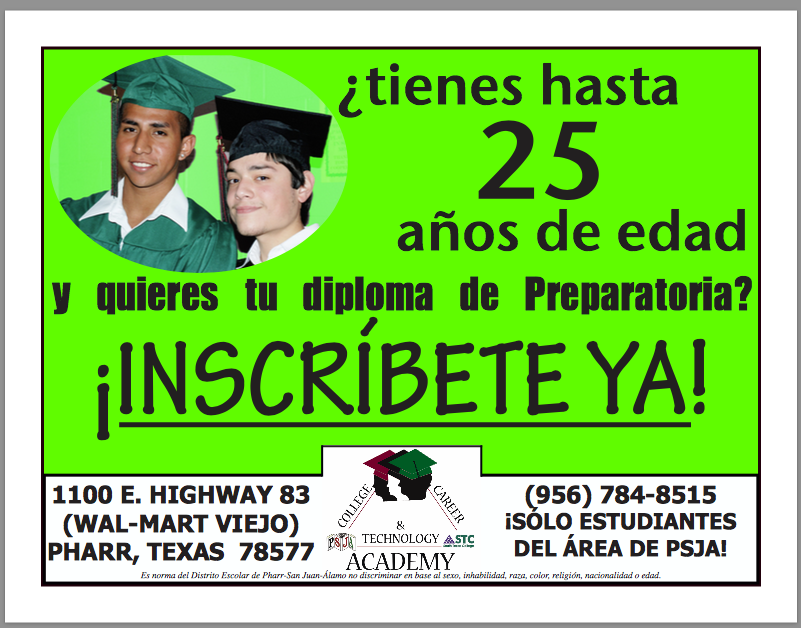 ¿tienes hasta
25
años de edad
y quieres tu diploma de Preparatoria?
¡INSCRÍBETE YA!
1100 E. HIGHWAY 83
(WAL-MART VIEJO)
PHARR, TEXAS 78577
COLLEGE CAREER
&
TECHNOLOGY
PSJA STC
ACADEMY
(956) 784-8515
¡SÓLO ESTUDIANTES
DEL ÁREA DE PSJA!
Es norma del Distrito Escolar de Pharr-San Juan-Álamo no discriminar en base al sexo, inhabilidad, raza, color, religión, nacionalidad o edad.